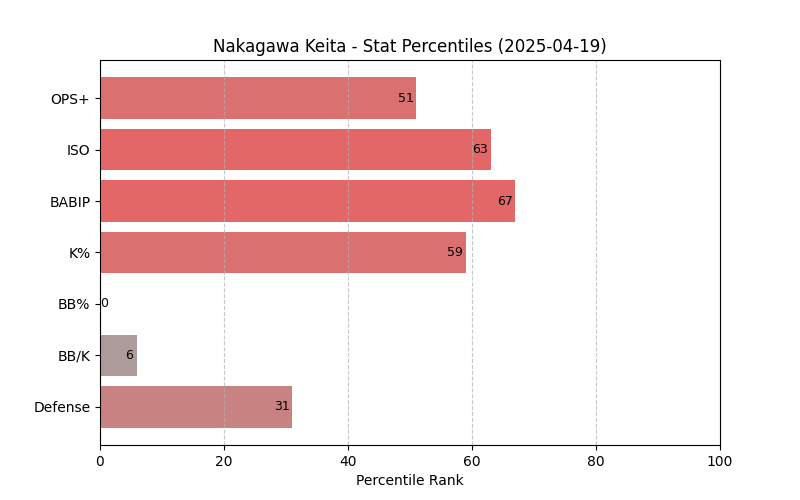 Nakagawa Keita - Stat Percentiles (2025-04-19)
OPS+ 51
ISO 63
BABIP 67
K% 59
BB% 0
BB/K 6
Defense 31
0 20 40 60 80 100
Percentile Rank